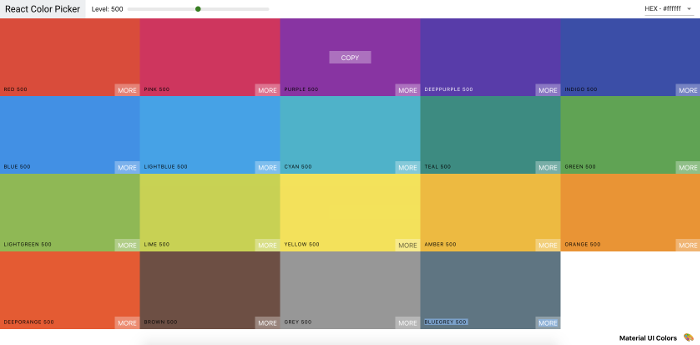 React Color Picker Level: 500 HEX - #ffffff
COPY
RED 500 MORE PINK 500 MORE PURPLE 500 MORE DEEPPURPLE 500 MORE INDIGO 500 MORE
BLUE 500 MORE LIGHTBLUE 500 MORE CYAN 500 MORE TEAL 500 MORE GREEN 500 MORE
LIGHTGREEN 500 MORE LIME 500 MORE YELLOW 500 MORE AMBER 500 MORE ORANGE 500 MORE
DEEPORANGE 500 MORE BROWN 500 MORE GREY 500 MORE BLUEGREY 500 MORE
Material UI Colors 🎨